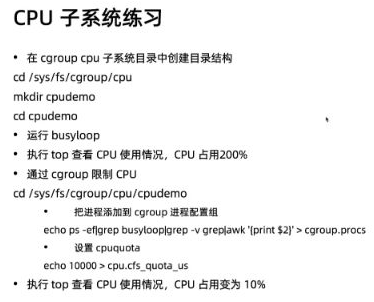 CPU 子系统练习
• 在 cgroup cpu 子系统目录中创建目录结构
cd /sys/fs/cgroup/cpu
mkdir cpudemo
cd cpudemo
• 运行 busyloop
• 执行 top 查看 CPU 使用情况，CPU 占用200%
• 通过 cgroup 限制 CPU
cd /sys/fs/cgroup/cpu/cpudemo
• 把进程添加到 cgroup 进程配置组
echo ps -ef|grep busyloop|grep -v grep|awk '{print $2}' > cgroup.procs
• 设置 cpuquota
echo 10000 > cpu.cfs_quota_us
• 执行 top 查看 CPU 使用情况，CPU 占用变为 10%